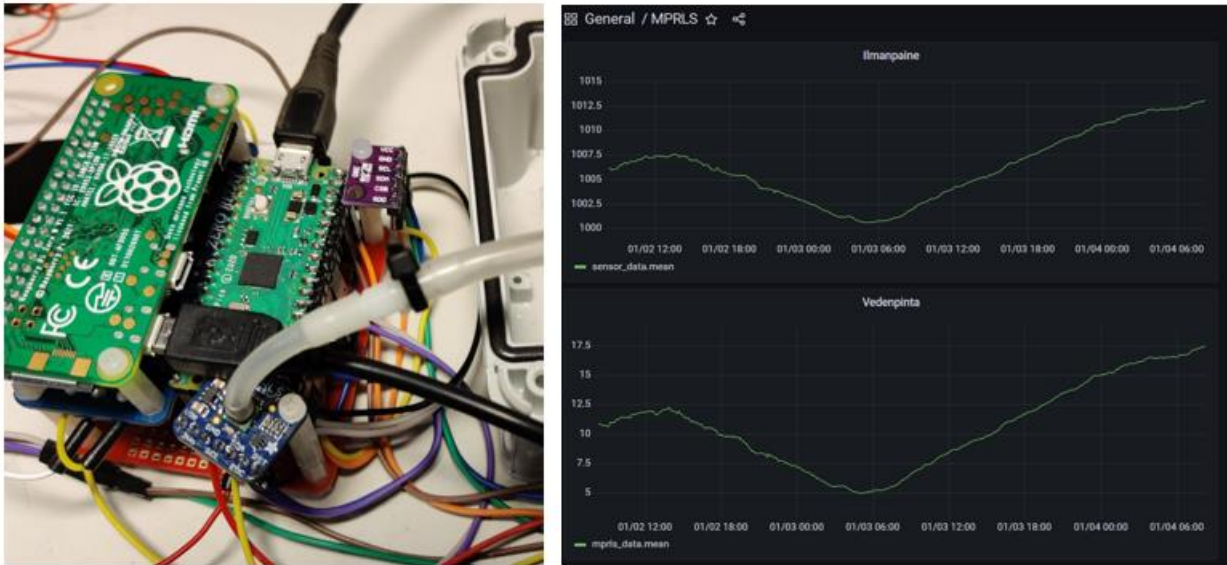 HDMI
FC CE
VCC
GND
SCL
SDA
CSB
SDO
General / MPRLS
Ilmanpaine
1015
1012.5
1010
1007.5
1005
1002.5
1000
01/02 12:00 01/02 18:00 01/03 00:00 01/03 06:00 01/03 12:00 01/03 18:00 01/04 00:00 01/04 06:00
sensor_data.mean
Vedenpinta
17.5
15
12.5
10
7.5
5
01/02 12:00 01/02 18:00 01/03 00:00 01/03 06:00 01/03 12:00 01/03 18:00 01/04 00:00 01/04 06:00
mprls_data.mean